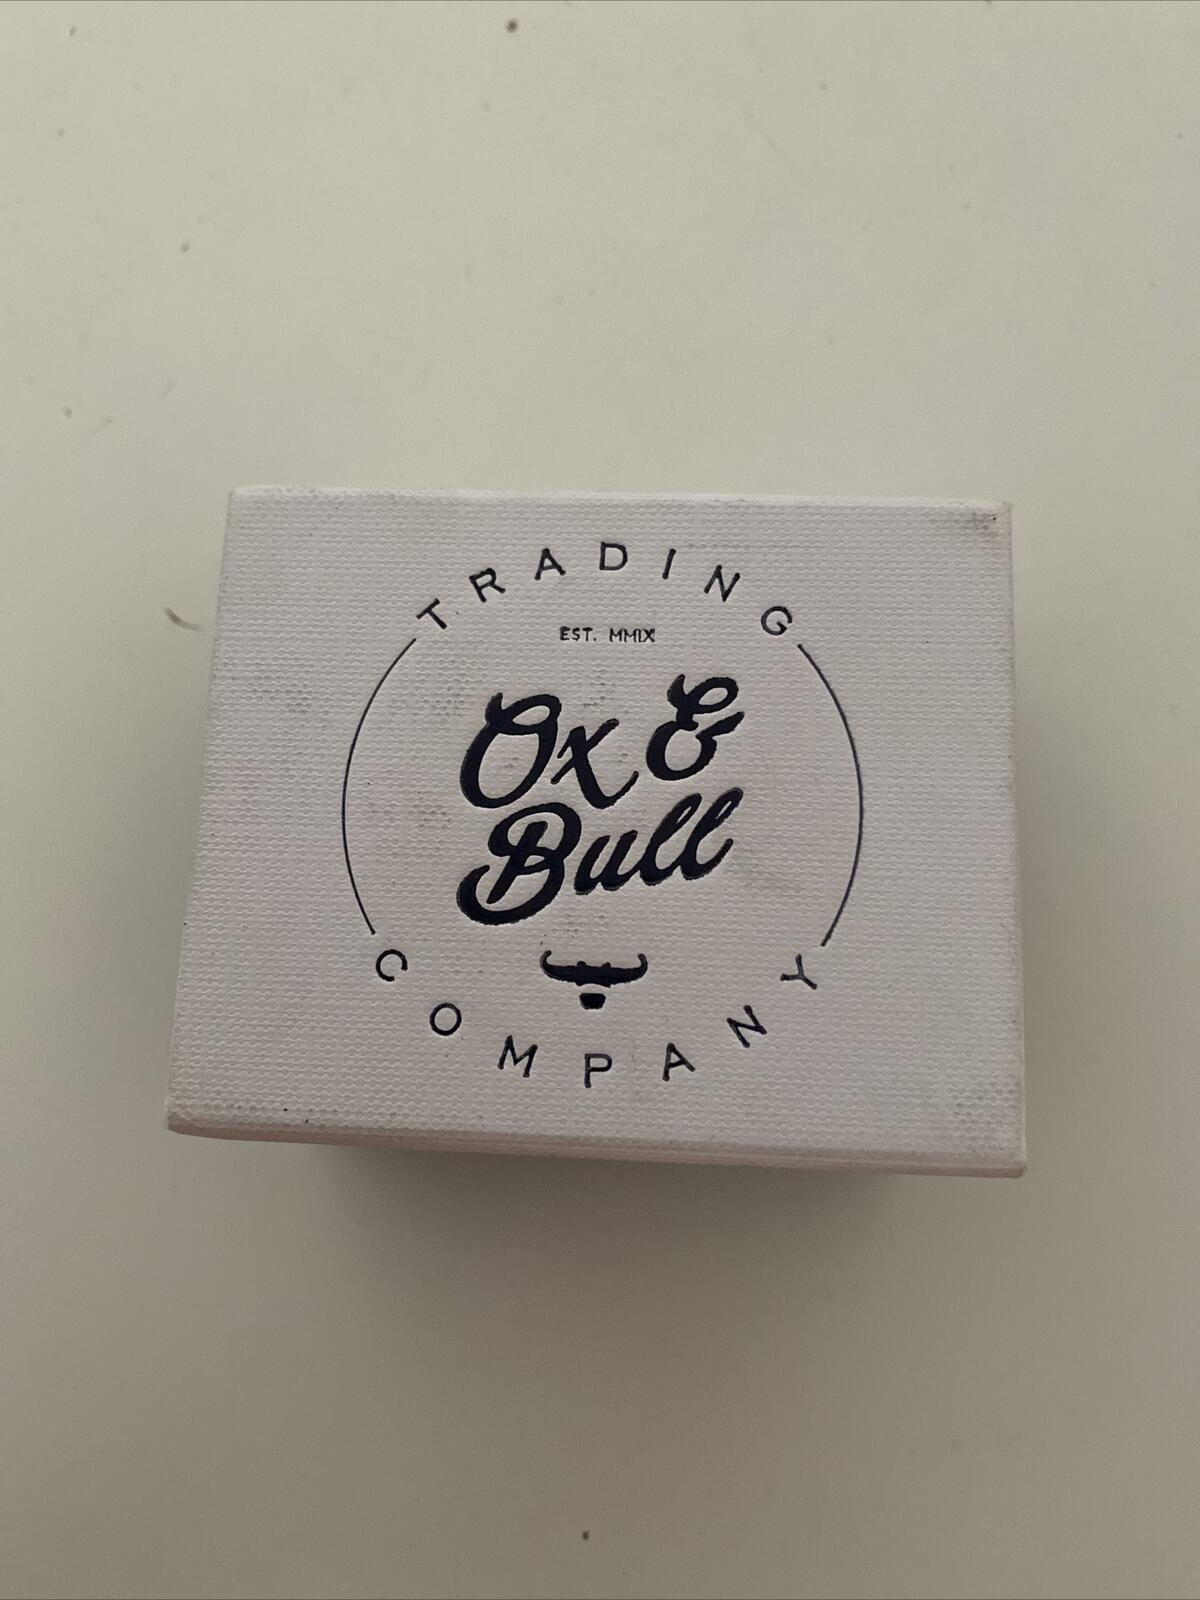 TRADING
EST. MMIX
Ox &
Bull
COMPANY